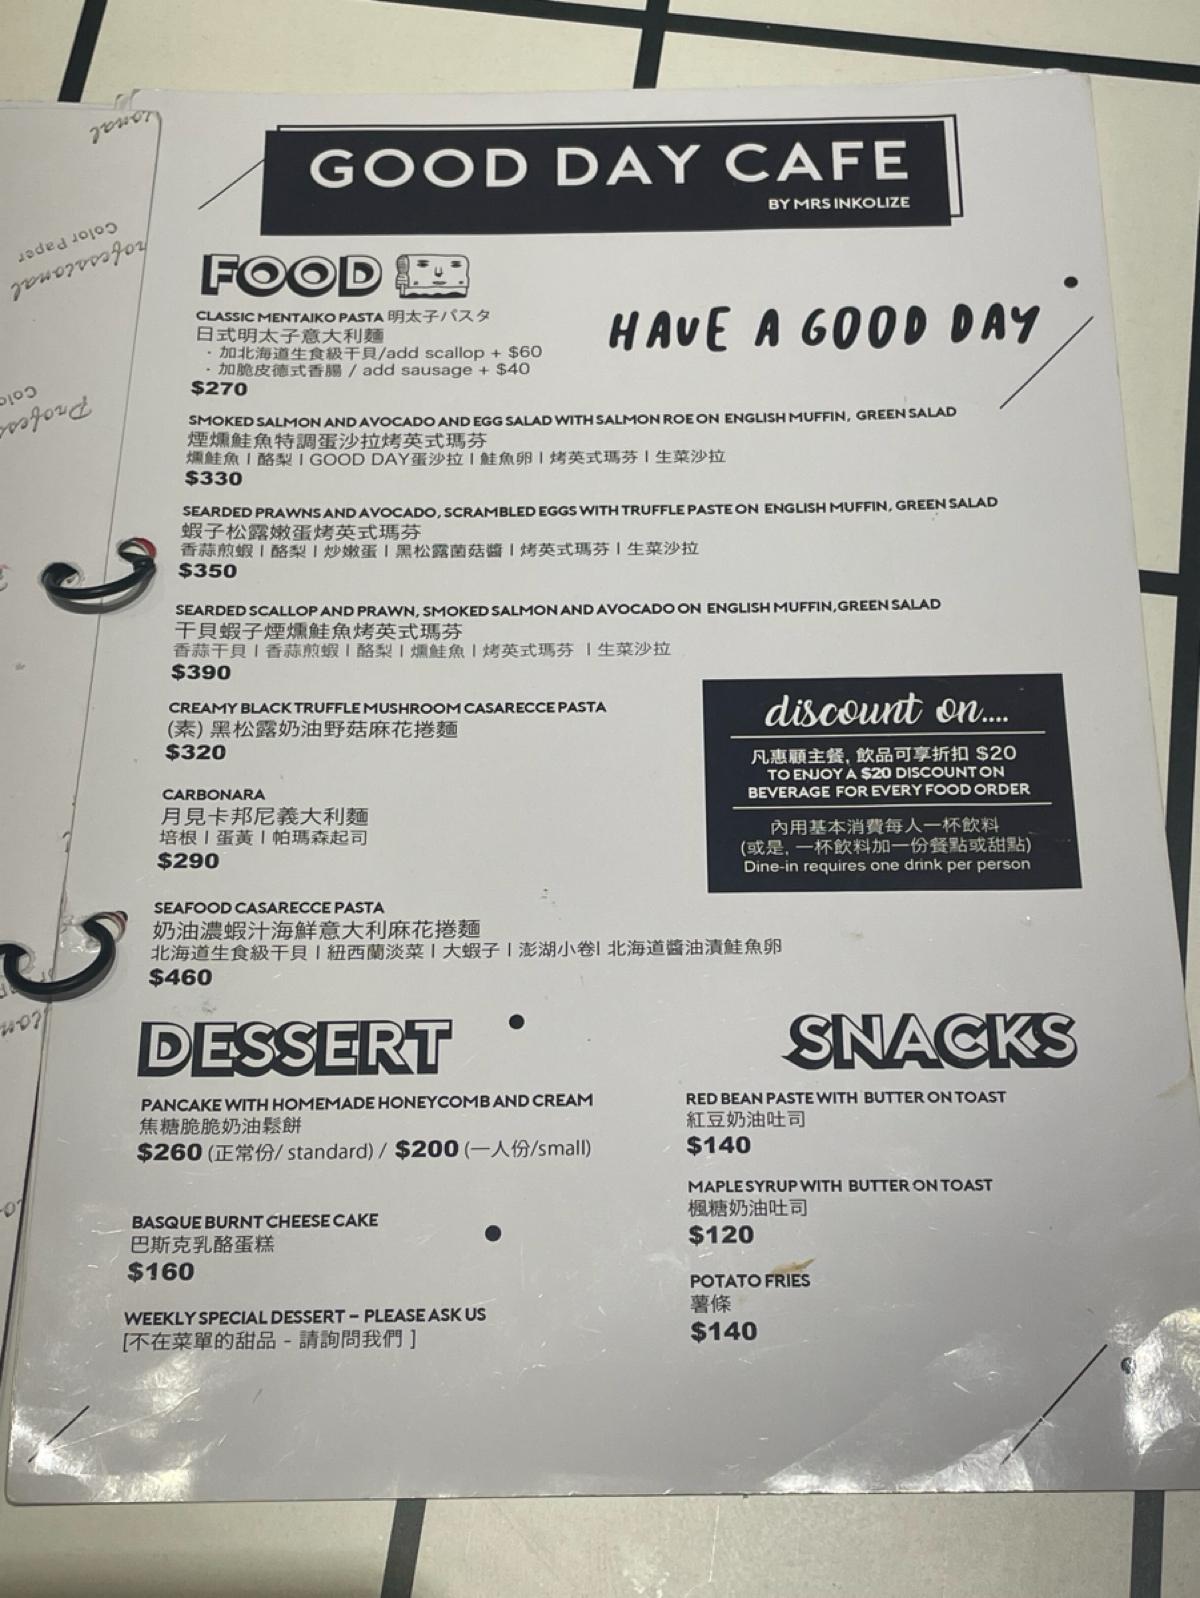 GOOD DAY CAFE
BY MRS INKOLIZE
FOOD
HAVE A GOOD DAY
CLASSIC MENTAIKO PASTA 明太子パスタ
日式明太子意大利麵
· 加北海道生食級干貝/add scallop + $60
· 加脆皮德式香腸 / add sausage + $40
$270
SMOKED SALMON AND AVOCADO AND EGG SALAD WITH SALMON ROE ON ENGLISH MUFFIN, GREEN SALAD
煙燻鮭魚特調蛋沙拉烤英式瑪芬
燻鮭魚 | 酪梨 | GOOD DAY蛋沙拉 | 鮭魚卵 | 烤英式瑪芬 | 生菜沙拉
$330
SEARDED PRAWNS AND AVOCADO, SCRAMBLED EGGS WITH TRUFFLE PASTE ON ENGLISH MUFFIN, GREEN SALAD
蝦子松露嫩蛋烤英式瑪芬
香蒜煎蝦 | 酪梨 | 炒嫩蛋 | 黑松露菌菇醬 | 烤英式瑪芬 | 生菜沙拉
$350
SEARDED SCALLOP AND PRAWN, SMOKED SALMON AND AVOCADO ON ENGLISH MUFFIN, GREEN SALAD
干貝蝦子煙燻鮭魚烤英式瑪芬
香蒜干貝 | 香蒜煎蝦 | 酪梨 | 燻鮭魚 | 烤英式瑪芬 | 生菜沙拉
$390
CREAMY BLACK TRUFFLE MUSHROOM CASARECCE PASTA
(素) 黑松露奶油野菇麻花捲麵
$320
CARBONARA
月見卡邦尼義大利麵
培根 | 蛋黃 | 帕瑪森起司
$290
discount on....
凡惠顧主餐, 飲品可享折扣 $20
TO ENJOY A $20 DISCOUNT ON
BEVERAGE FOR EVERY FOOD ORDER
內用基本消費每人一杯飲料
(或是, 一杯飲料加一份餐點或甜點)
Dine-in requires one drink per person
SEAFOOD CASARECCE PASTA
奶油濃蝦汁海鮮意大利麻花捲麵
北海道生食級干貝 | 紐西蘭淡菜 | 大蝦子 | 澎湖小卷| 北海道醬油漬鮭魚卵
$460
DESSERT
PANCAKE WITH HOMEMADE HONEYCOMB AND CREAM
焦糖脆脆奶油鬆餅
$260 (正常份/ standard) / $200 (一人份/small)
BASQUE BURNT CHEESE CAKE
巴斯克乳酪蛋糕
$160
WEEKLY SPECIAL DESSERT – PLEASE ASK US
[不在菜單的甜品 - 請詢問我們 ]
SNACKS
RED BEAN PASTE WITH BUTTER ON TOAST
紅豆奶油吐司
$140
MAPLE SYRUP WITH BUTTER ON TOAST
楓糖奶油吐司
$120
POTATO FRIES
薯條
$140
Color Paper